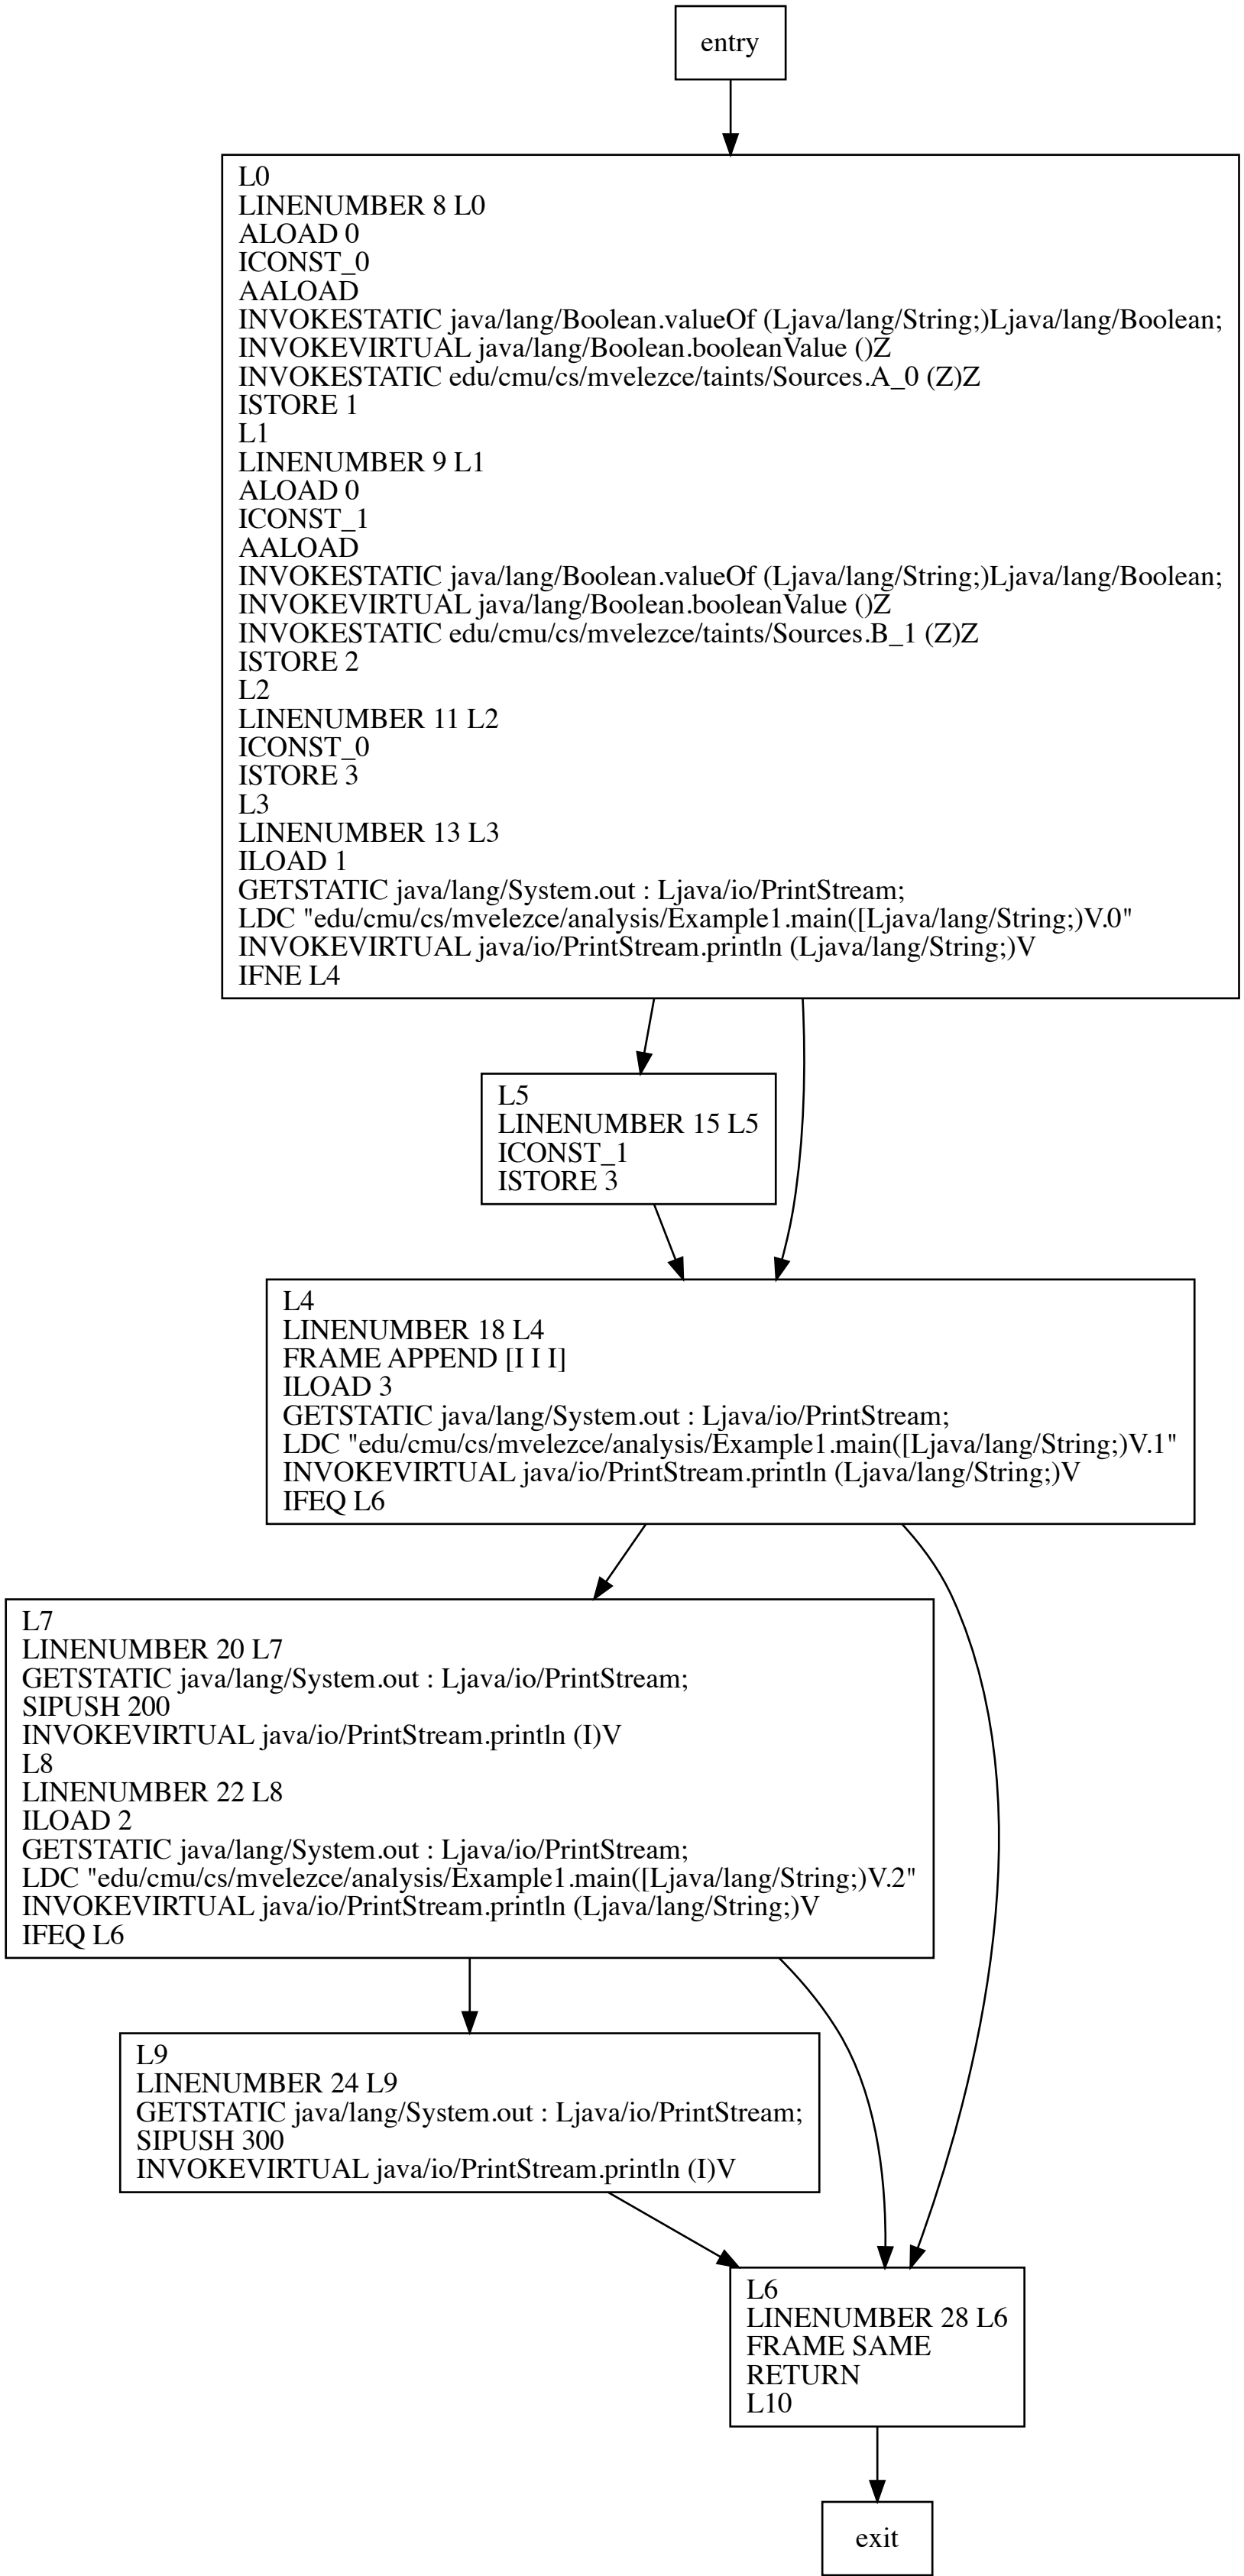 entry
L0
LINENUMBER 8 L0
ALOAD 0
ICONST_0
AALOAD
INVOKESTATIC java/lang/Boolean.valueOf (Ljava/lang/String;)Ljava/lang/Boolean;
INVOKEVIRTUAL java/lang/Boolean.booleanValue ()Z
INVOKESTATIC edu/cmu/cs/mvelezce/taints/Sources.A_0 (Z)Z
ISTORE 1
L1
LINENUMBER 9 L1
ALOAD 0
ICONST_1
AALOAD
INVOKESTATIC java/lang/Boolean.valueOf (Ljava/lang/String;)Ljava/lang/Boolean;
INVOKEVIRTUAL java/lang/Boolean.booleanValue ()Z
INVOKESTATIC edu/cmu/cs/mvelezce/taints/Sources.B_1 (Z)Z
ISTORE 2
L2
LINENUMBER 11 L2
ICONST_0
ISTORE 3
L3
LINENUMBER 13 L3
ILOAD 1
GETSTATIC java/lang/System.out : Ljava/io/PrintStream;
LDC "edu/cmu/cs/mvelezce/analysis/Example1.main([Ljava/lang/String;)V.0"
INVOKEVIRTUAL java/io/PrintStream.println (Ljava/lang/String;)V
IFNE L4
L5
LINENUMBER 15 L5
ICONST_1
ISTORE 3
L4
LINENUMBER 18 L4
FRAME APPEND [I I I]
ILOAD 3
GETSTATIC java/lang/System.out : Ljava/io/PrintStream;
LDC "edu/cmu/cs/mvelezce/analysis/Example1.main([Ljava/lang/String;)V.1"
INVOKEVIRTUAL java/io/PrintStream.println (Ljava/lang/String;)V
IFEQ L6
L7
LINENUMBER 20 L7
GETSTATIC java/lang/System.out : Ljava/io/PrintStream;
SIPUSH 200
INVOKEVIRTUAL java/io/PrintStream.println (I)V
L8
LINENUMBER 22 L8
ILOAD 2
GETSTATIC java/lang/System.out : Ljava/io/PrintStream;
LDC "edu/cmu/cs/mvelezce/analysis/Example1.main([Ljava/lang/String;)V.2"
INVOKEVIRTUAL java/io/PrintStream.println (Ljava/lang/String;)V
IFEQ L6
L9
LINENUMBER 24 L9
GETSTATIC java/lang/System.out : Ljava/io/PrintStream;
SIPUSH 300
INVOKEVIRTUAL java/io/PrintStream.println (I)V
L6
LINENUMBER 28 L6
FRAME SAME
RETURN
L10
exit